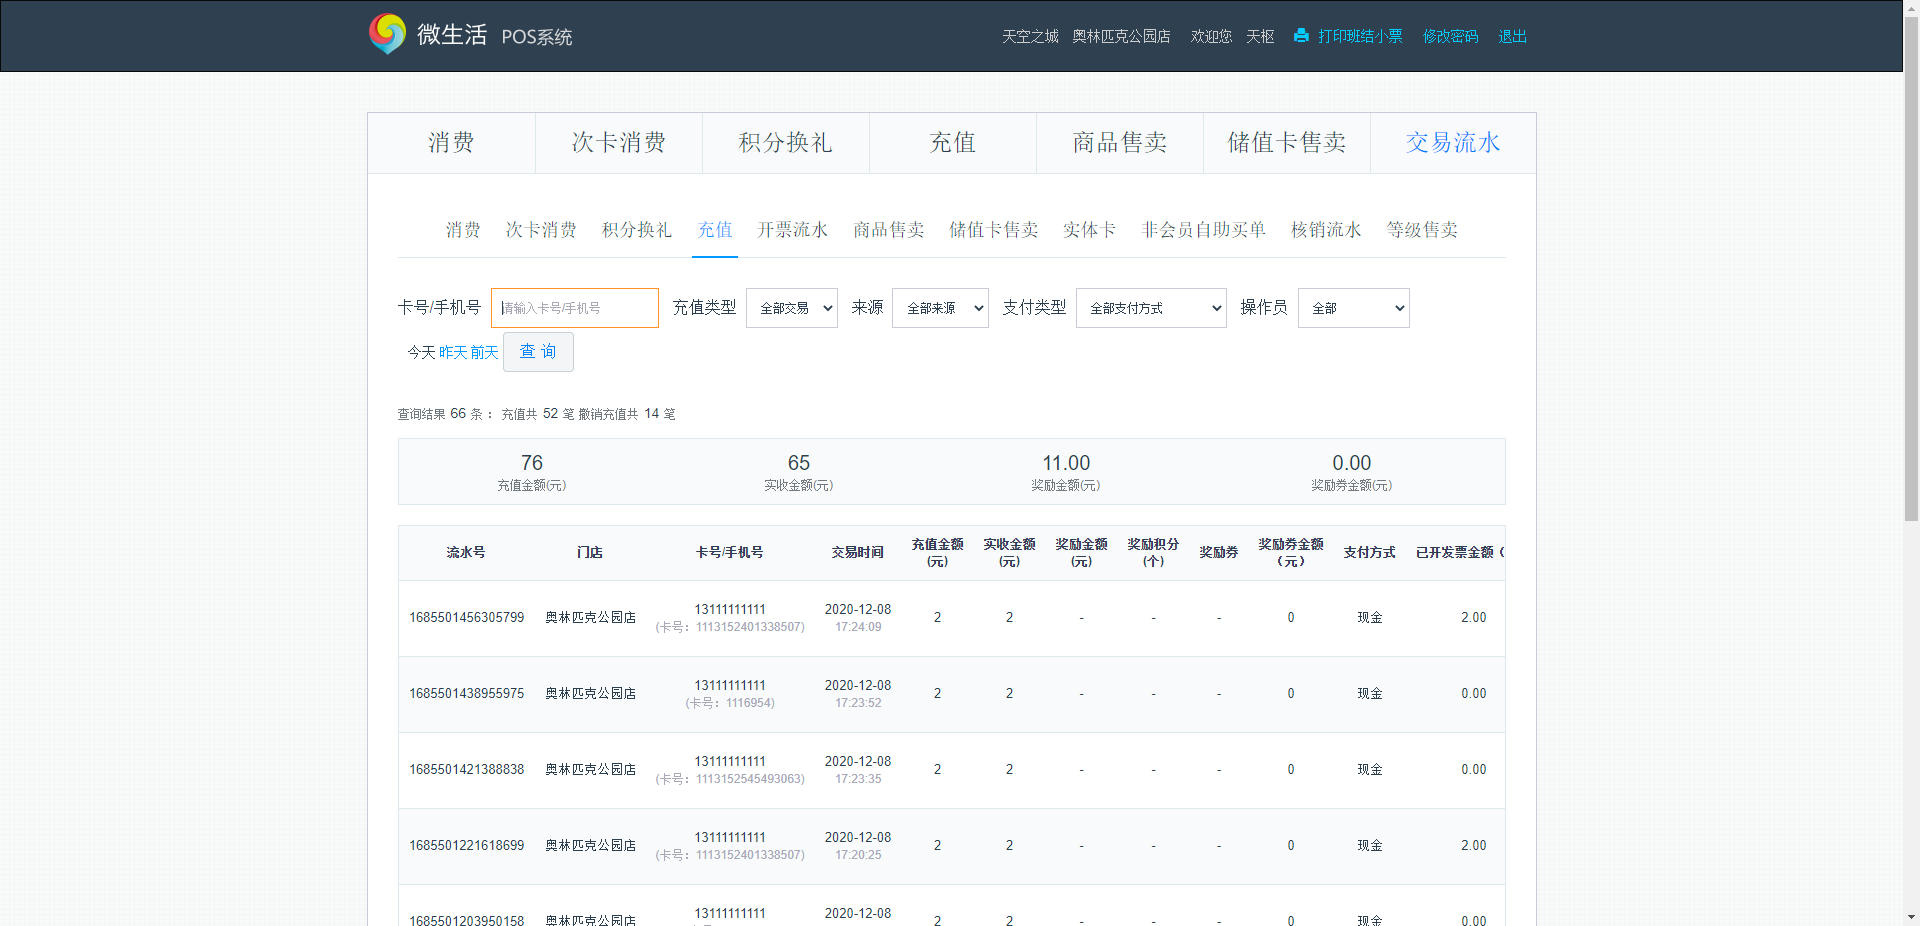 微生活 POS系统 天空之城 奥林匹克公园店 欢迎您 天枢 打印班结小票 修改密码 退出
消费 次卡消费 积分换礼 充值 商品售卖 储值卡售卖 交易流水
消费 次卡消费 积分换礼 充值 开票流水 商品售卖 储值卡售卖 实体卡 非会员自助买单 核销流水 等级售卖
卡号/手机号 请输入卡号/手机号 充值类型 全部交易 来源 全部来源 支付类型 全部支付方式 操作员 全部
今天 昨天 前天 查 询
查询结果 66 条 ： 充值共 52 笔 撤销充值共 14 笔
76 65 11.00 0.00
充值金额(元) 实收金额(元) 奖励金额(元) 奖励券金额(元)
流水号 门店 卡号/手机号 交易时间 充值金额(元) 实收金额(元) 奖励金额(元) 奖励积分(个) 奖励券 奖励券金额（元） 支付方式 已开发票金额（
1685501456305799 奥林匹克公园店 13111111111 2020-12-08 2 2 - - - 0 现金 2.00
(卡号：1113152401338507) 17:24:09
1685501438955975 奥林匹克公园店 13111111111 2020-12-08 2 2 - - - 0 现金 0.00
(卡号：1116954) 17:23:52
1685501421388838 奥林匹克公园店 13111111111 2020-12-08 2 2 - - - 0 现金 0.00
(卡号：1113152545493063) 17:23:35
1685501221618699 奥林匹克公园店 13111111111 2020-12-08 2 2 - - - 0 现金 2.00
(卡号：1113152401338507) 17:20:25
1685501203950158 奥林匹克公园店 13111111111 2020-12-08 2 2 - - - 0 现金 0.00